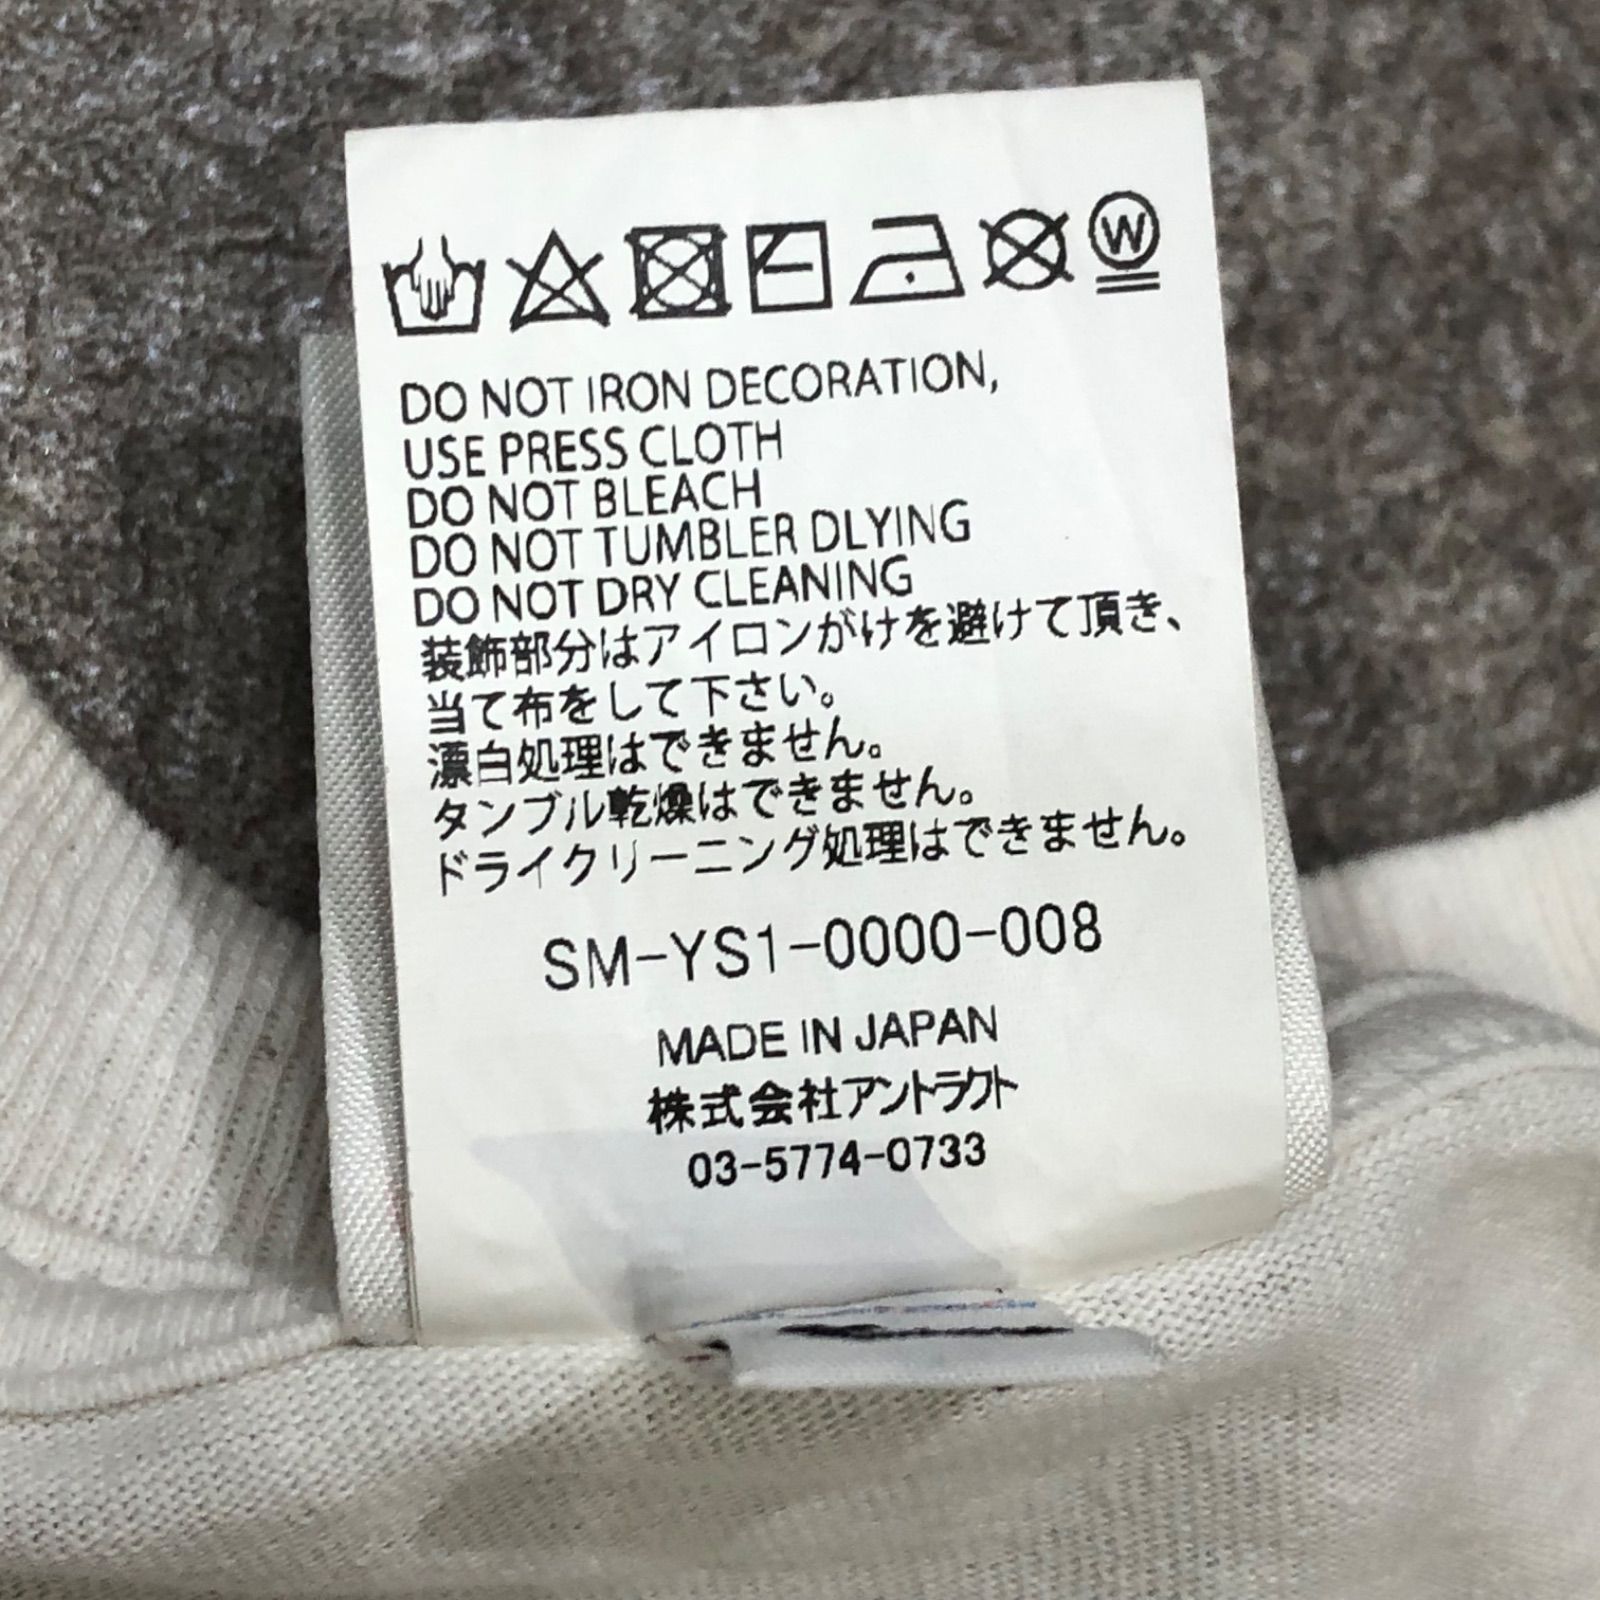 W
DO NOT IRON DECORATION,
USE PRESS CLOTH
DO NOT BLEACH
DO NOT TUMBLER DLYING
DO NOT DRY CLEANING
装飾部分はアイロンがけを避けて頂き、
当て布をして下さい。
漂白処理はできません。
タンブル乾燥はできません。
ドライクリーニング処理はできません。
SM-YS1-0000-008
MADE IN JAPAN
株式会社アントラクト
03-5774-0733